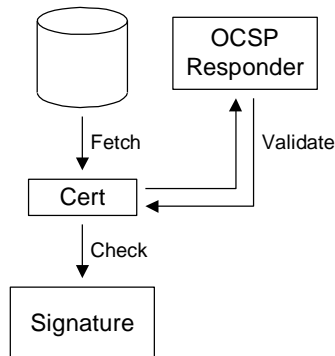 OCSP
Responder
Fetch
Validate
Cert
Check
Signature